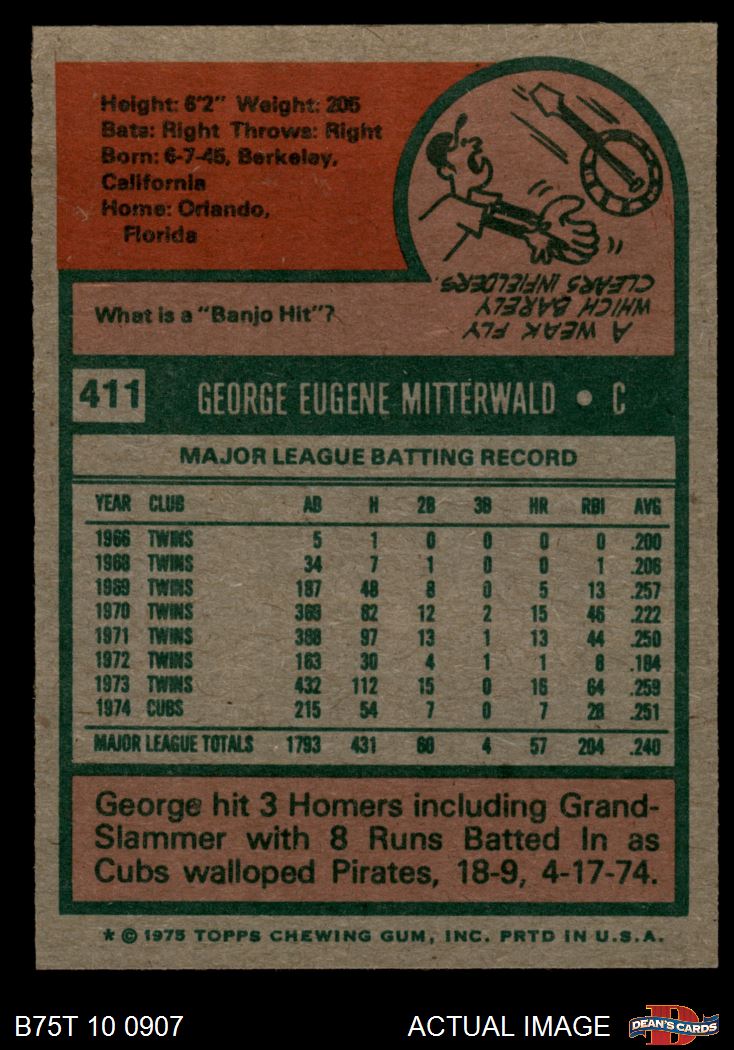 Height: 6'2" Weight: 205
Bats: Right Throws: Right
Born: 6-7-45, Berkeley,
California
Home: Orlando,
Florida
What is a "Banjo Hit"?
A WEAK FLY
WHICH BARELY
CLEARS INFIELDERS.
411 GEORGE EUGENE MITTERWALD • C
MAJOR LEAGUE BATTING RECORD
YEAR CLUB AB H 2B 3B HR RBI AVG
1966 TWINS 5 1 0 0 0 0 .200
1968 TWINS 34 7 1 0 0 1 .206
1969 TWINS 187 48 8 0 5 13 .257
1970 TWINS 369 82 12 2 15 46 .222
1971 TWINS 388 97 13 1 13 44 .250
1972 TWINS 163 30 4 1 1 8 .184
1973 TWINS 432 112 15 0 16 64 .259
1974 CUBS 215 54 7 0 7 28 .251
MAJOR LEAGUE TOTALS 1793 431 60 4 57 204 .240
George hit 3 Homers including Grand-
Slammer with 8 Runs Batted In as
Cubs walloped Pirates, 18-9, 4-17-74.
* © 1975 TOPPS CHEWING GUM, INC. PRTD IN U.S.A.
B75T 10 0907 ACTUAL IMAGE
D
DEAN'S CARDS